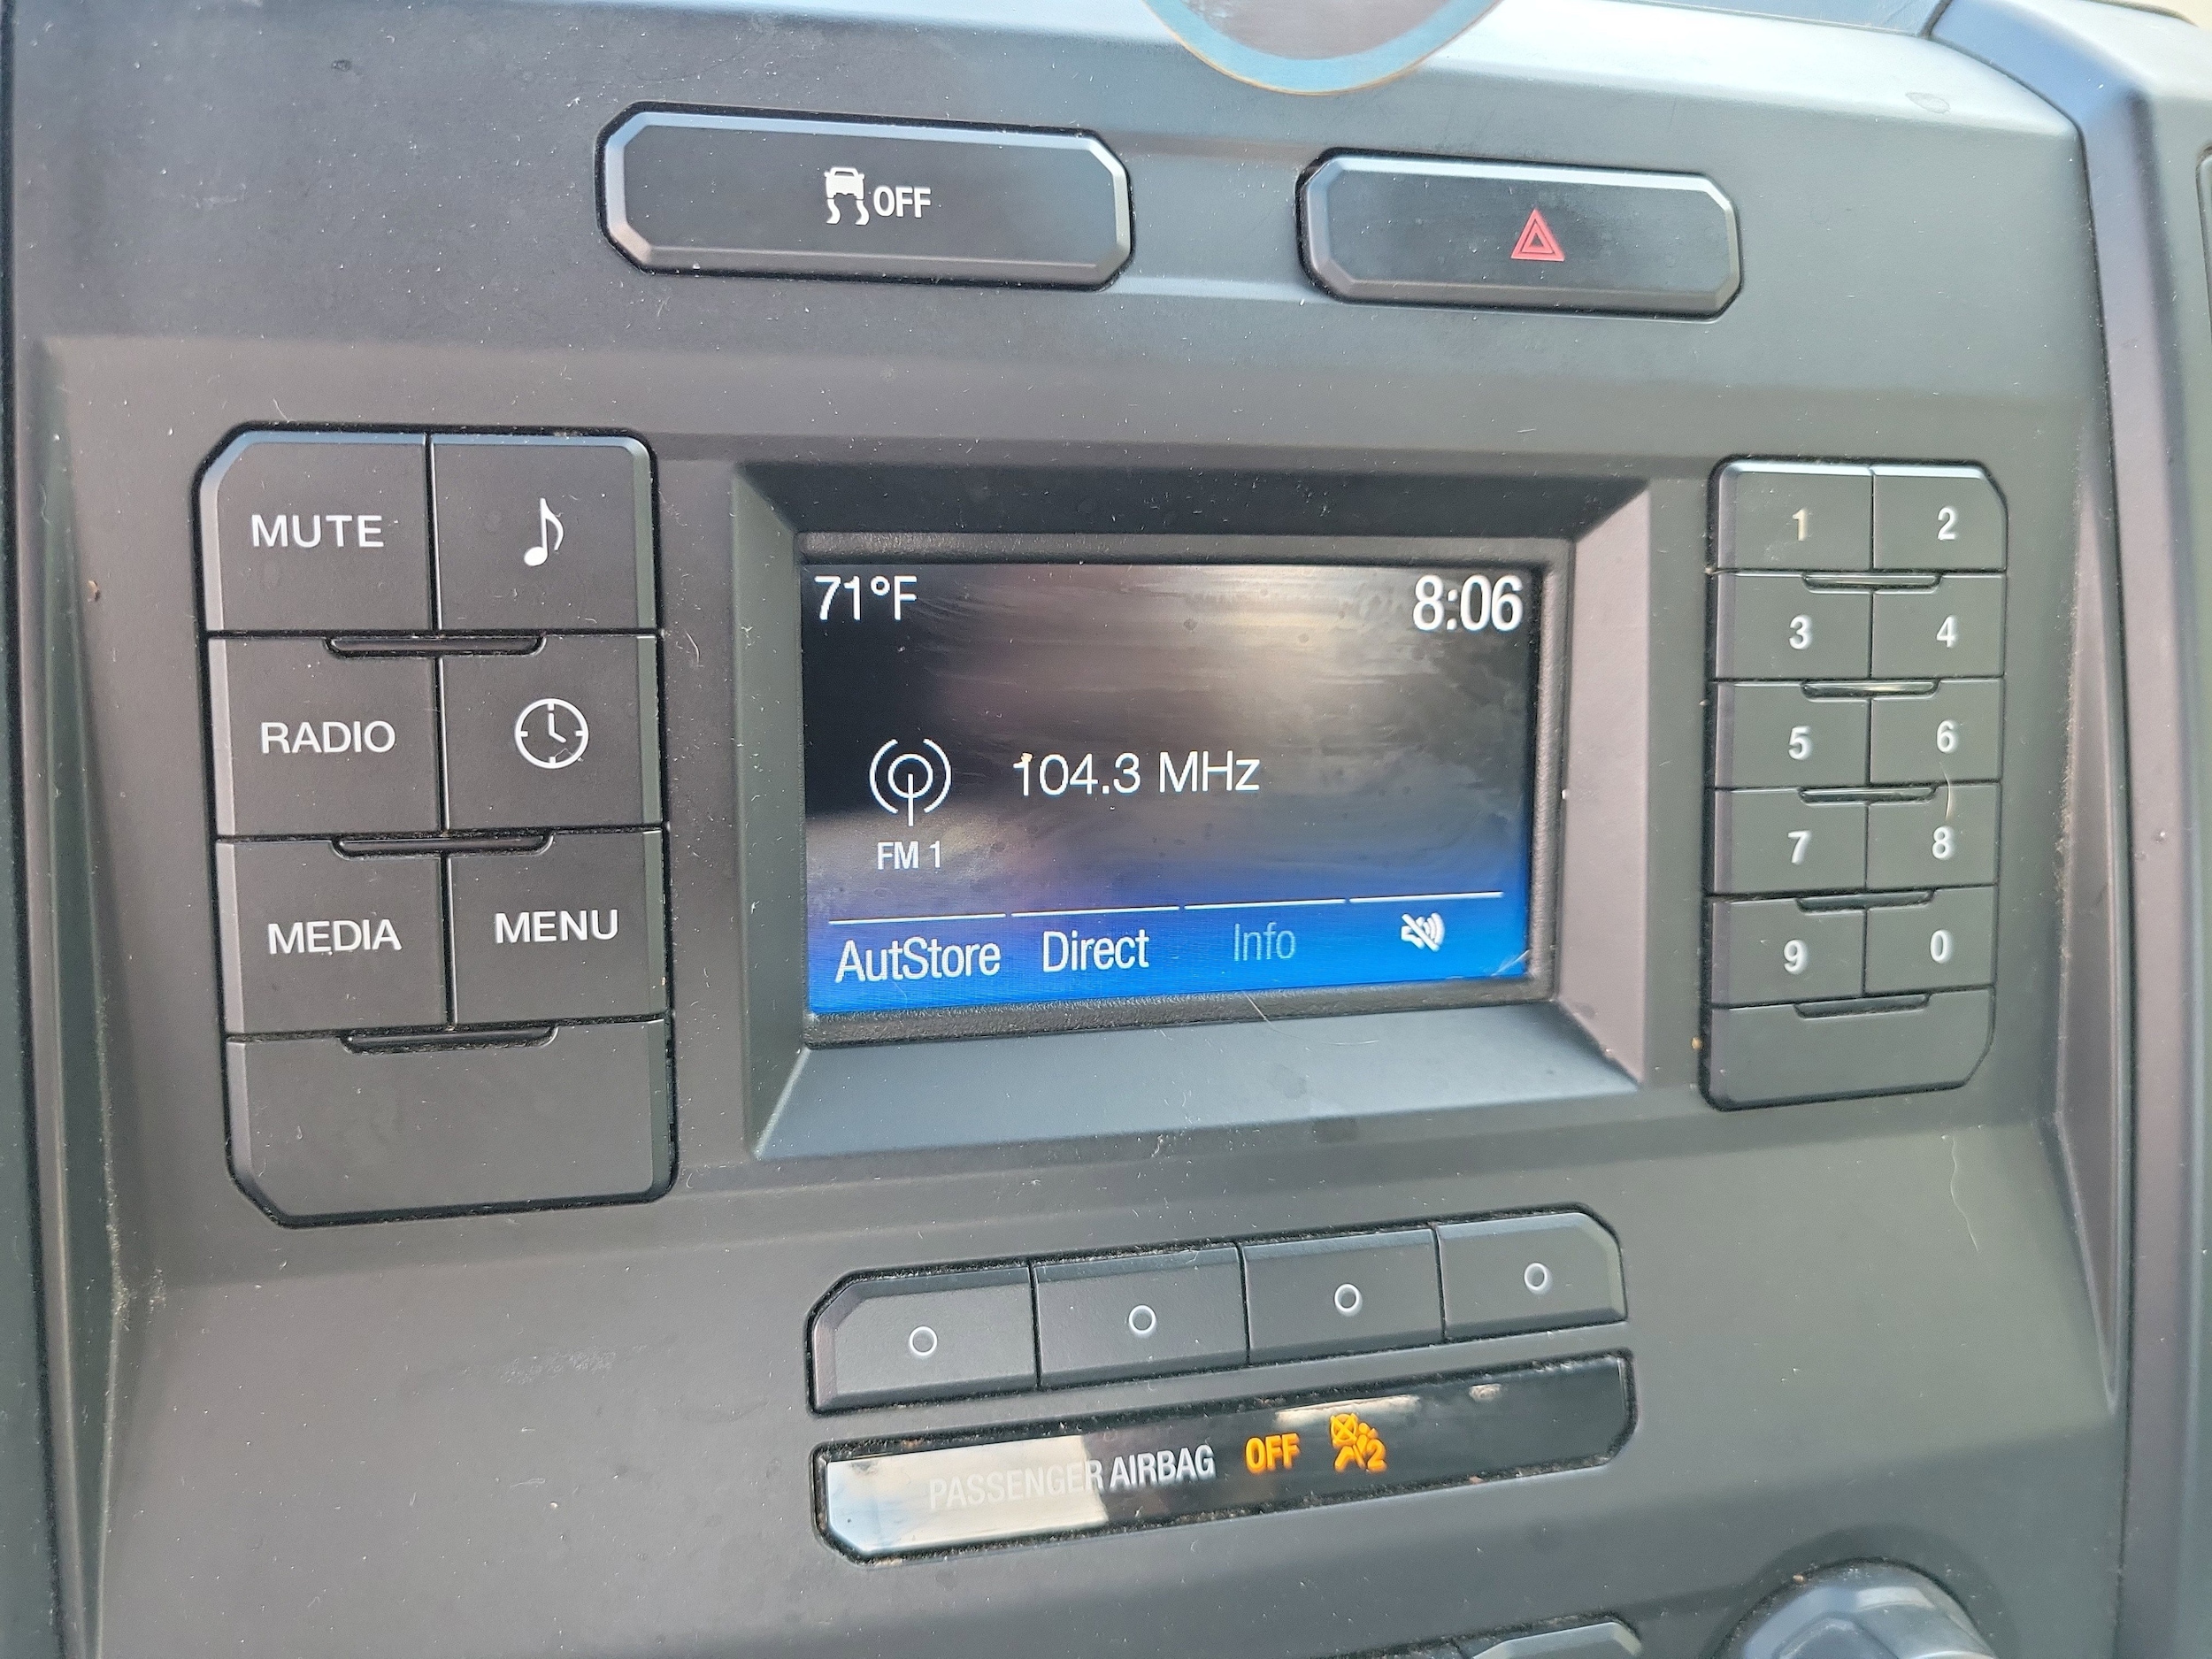 OFF
MUTE
RADIO
MEDIA MENU
71°F 8:06
104.3 MHz
FM 1
AutStore Direct Info
1 2
3 4
5 6
7 8
9 0
PASSENGER AIRBAG OFF 2